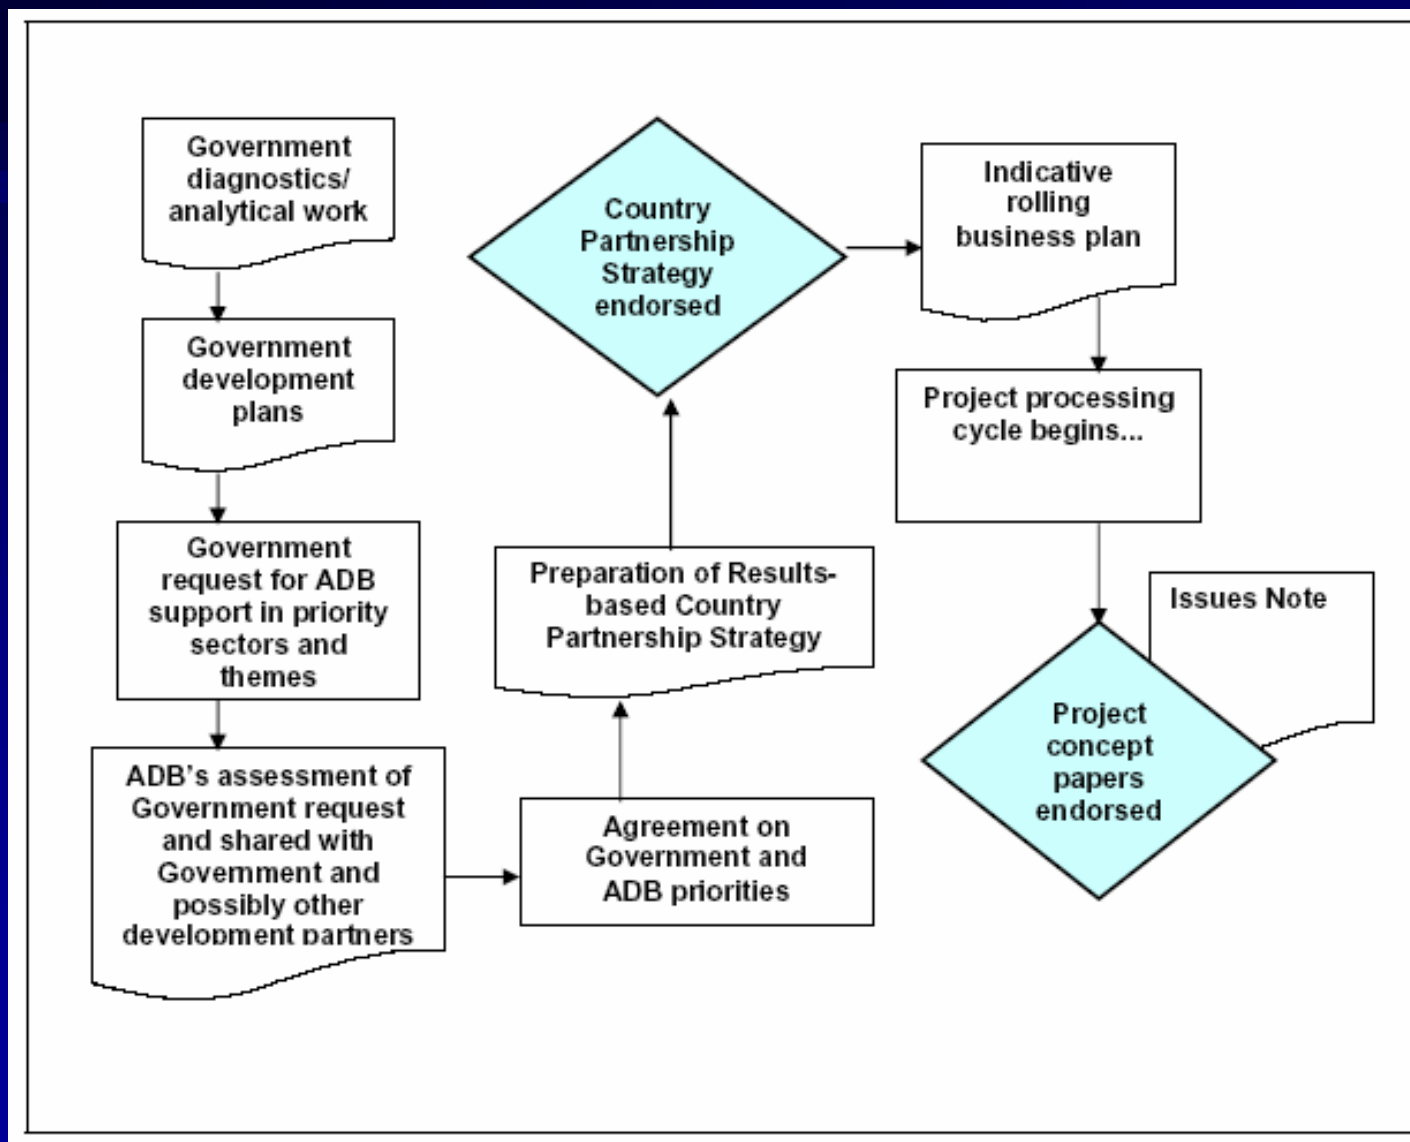 Government
diagnostics/
analytical work
Government
development
plans
Government
request for ADB
support in priority
sectors and
themes
ADB's assessment of
Government request
and shared with
Government and
possibly other
development partners
Agreement on
Government and
ADB priorities
Preparation of Results-
based Country
Partnership Strategy
Country
Partnership
Strategy
endorsed
Indicative
rolling
business plan
Project processing
cycle begins...
Issues Note
Project
concept
papers
endorsed